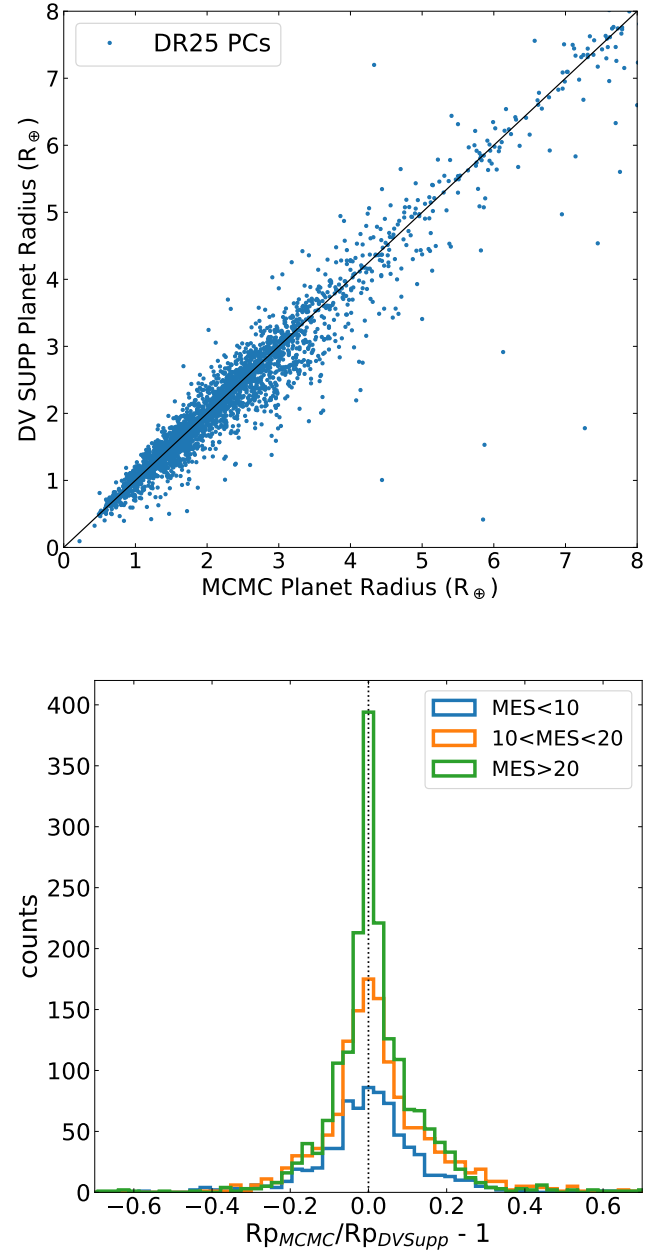 8
7
6
5
4
3
2
1
0
DV SUPP Planet Radius (R⊕)
DR25 PCs
0 1 2 3 4 5 6 7 8
MCMC Planet Radius (R⊕)
400
350
300
250
200
150
100
50
0
counts
MES<10
10<MES<20
MES>20
−0.6 −0.4 −0.2 0.0 0.2 0.4 0.6
Rp_MCMC/Rp_DVSupp - 1